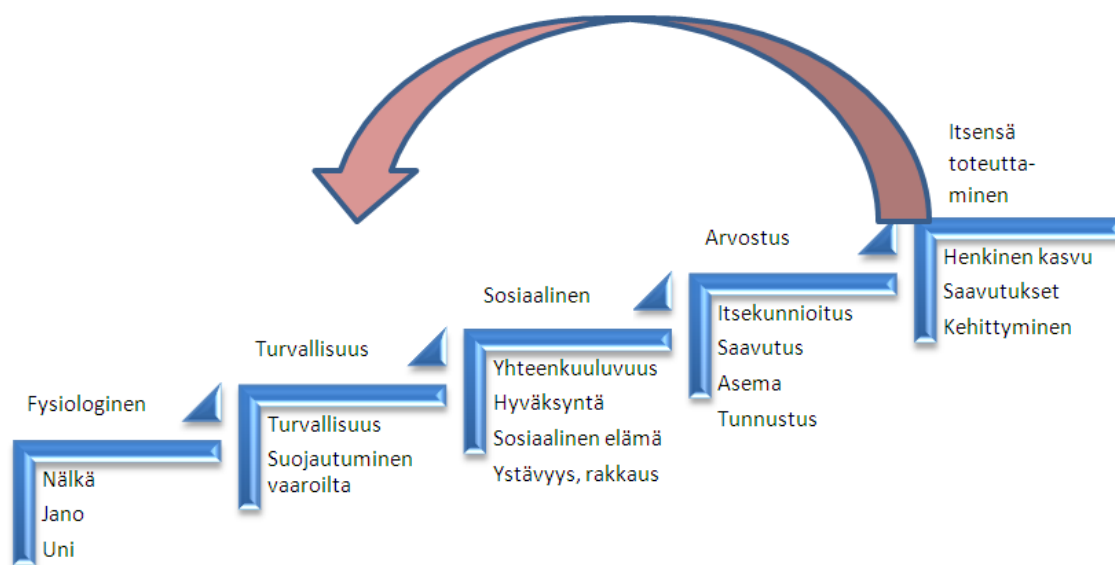 Fysiologinen
Nälkä
Jano
Uni
Turvallisuus
Turvallisuus
Suojautuminen
vaaroilta
Sosiaalinen
Yhteenkuuluvuus
Hyväksyntä
Sosiaalinen elämä
Ystävyys, rakkaus
Arvostus
Itsekunnioitus
Saavutus
Asema
Tunnustus
Itsensä
toteutta-
minen
Henkinen kasvu
Saavutukset
Kehittyminen